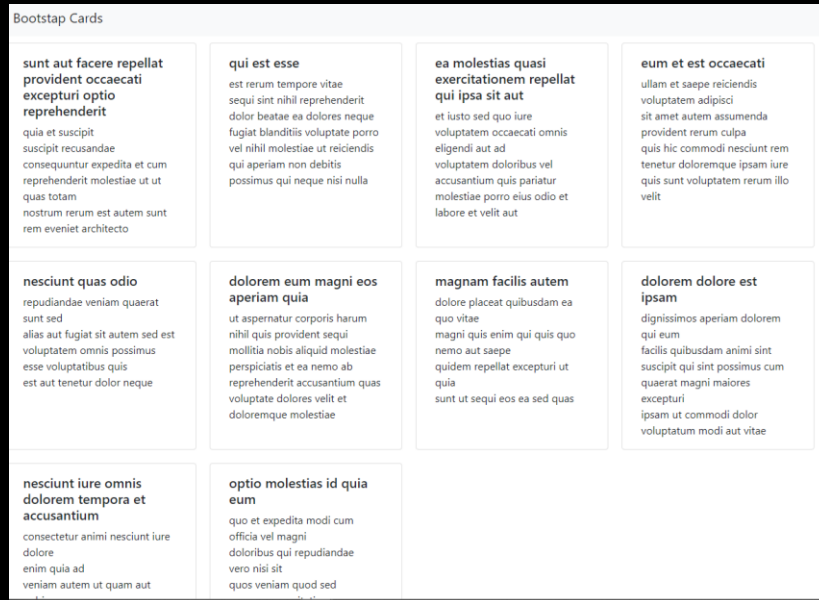 Bootstap Cards
sunt aut facere repellat
provident occaecati
excepturi optio
reprehenderit
quia et suscipit
suscipit recusandae
consequuntur expedita et cum
reprehenderit molestiae ut ut
quas totam
nostrum rerum est autem sunt
rem eveniet architecto
qui est esse
est rerum tempore vitae
sequi sint nihil reprehenderit
dolor beatae ea dolores neque
fugiat blanditiis voluptate porro
vel nihil molestiae ut reiciendis
qui aperiam non debitis
possimus qui neque nisi nulla
ea molestias quasi
exercitationem repellat
qui ipsa sit aut
et iusto sed quo iure
voluptatem occaecati omnis
eligendi aut ad
voluptatem doloribus vel
accusantium quis pariatur
molestiae porro eius odio et
labore et velit aut
eum et est occaecati
ullam et saepe reiciendis
voluptatem adipisci
sit amet autem assumenda
provident rerum culpa
quis hic commodi nesciunt rem
tenetur doloremque ipsam iure
quis sunt voluptatem rerum illo
velit
nesciunt quas odio
repudiandae veniam quaerat
sunt sed
alias aut fugiat sit autem sed est
voluptatem omnis possimus
esse voluptatibus quis
est aut tenetur dolor neque
dolorem eum magni eos
aperiam quia
ut aspernatur corporis harum
nihil quis provident sequi
mollitia nobis aliquid molestiae
perspiciatis et ea nemo ab
reprehenderit accusantium quas
voluptate dolores velit et
doloremque molestiae
magnam facilis autem
dolore placeat quibusdam ea
quo vitae
magni quis enim qui quis quo
nemo aut saepe
quidem repellat excepturi ut
quia
sunt ut sequi eos ea sed quas
dolorem dolore est
ipsam
dignissimos aperiam dolorem
qui eum
facilis quibusdam animi sint
suscipit qui sint possimus cum
quaerat magni maiores
excepturi
ipsam ut commodi dolor
voluptatum modi aut vitae
nesciunt iure omnis
dolorem tempora et
accusantium
consectetur animi nesciunt iure
dolore
enim quia ad
veniam autem ut quam aut
optio molestias id quia
eum
quo et expedita modi cum
officia vel magni
doloribus qui repudiandae
vero nisi sit
quos veniam quod sed